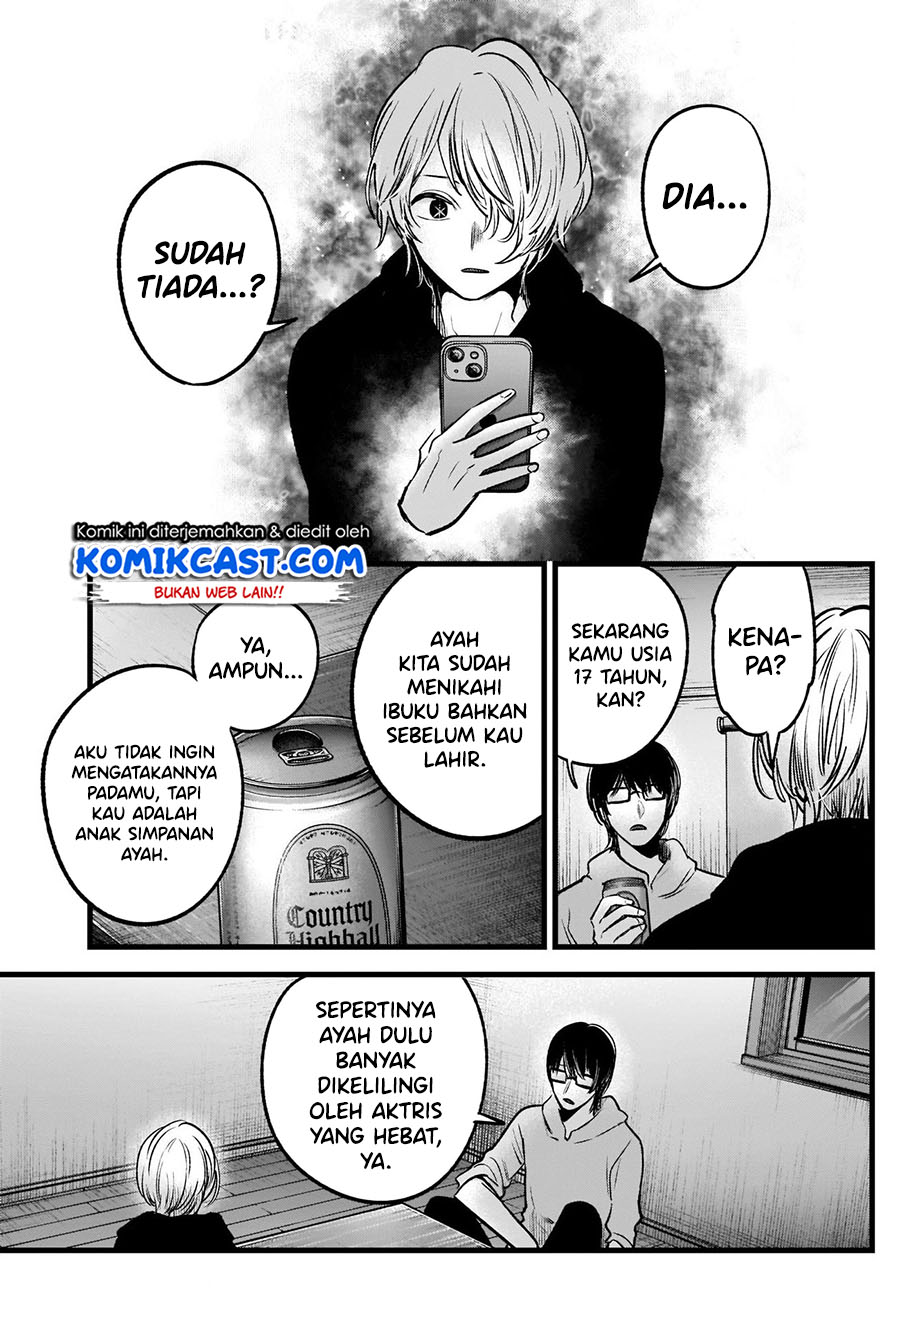 DIA...
SUDAH
TIADA...?
Komik ini diterjemahkan & diedit oleh
KOMIKCAST.COM
BUKAN WEB LAIN!!
KENA-
PA?
SEKARANG
KAMU USIA
17 TAHUN,
KAN?
AYAH
KITA SUDAH
MENIKAHI
IBUKU BAHKAN
SEBELUM KAU
LAHIR.
YA,
AMPUN...
AKU TIDAK INGIN
MENGATAKANNYA
PADAMU, TAPI
KAU ADALAH
ANAK SIMPANAN
AYAH.
Country
Highball
SEPERTINYA
AYAH DULU
BANYAK
DIKELILINGI
OLEH AKTRIS
YANG HEBAT,
YA.